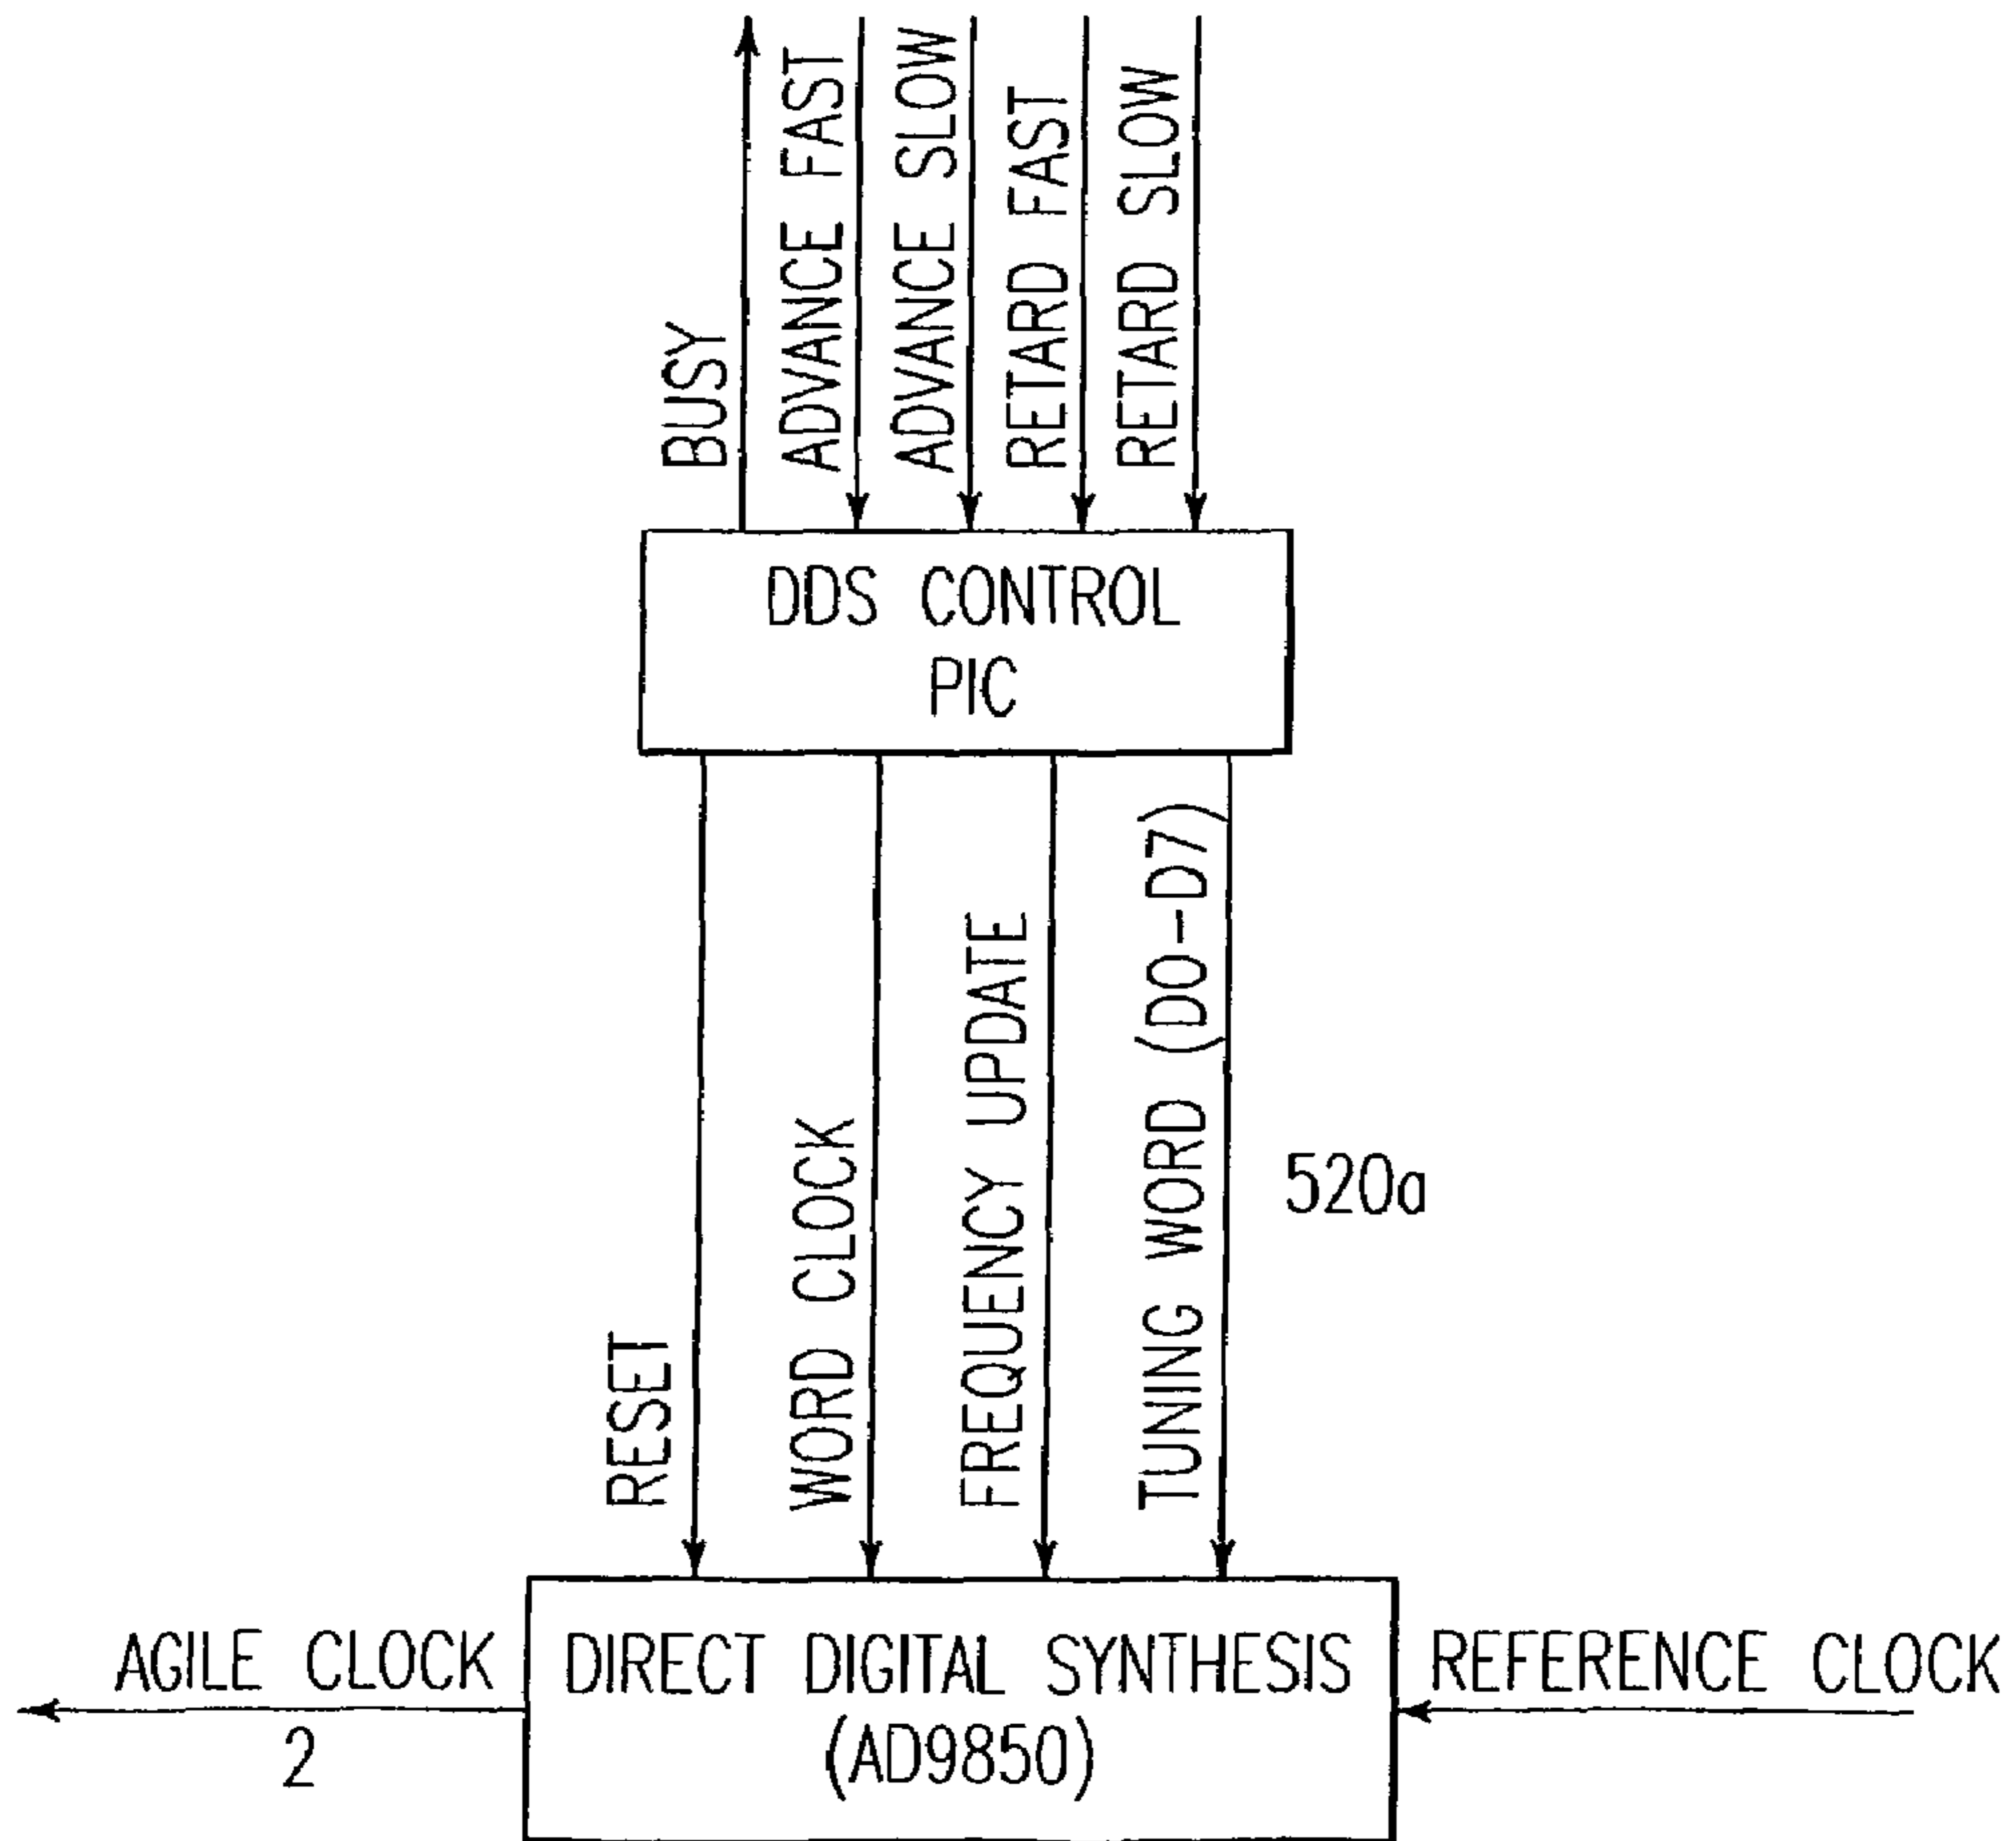 BUSY
ADVANCE FAST
ADVANCE SLOW
RETARD FAST
RETARD SLOW
DDS CONTROL
PIC
RESET
WORD CLOCK
FREQUENCY UPDATE
TUNING WORD (D0-D7)
520a
AGILE CLOCK
2
DIRECT DIGITAL SYNTHESIS
(AD9850)
REFERENCE CLOCK